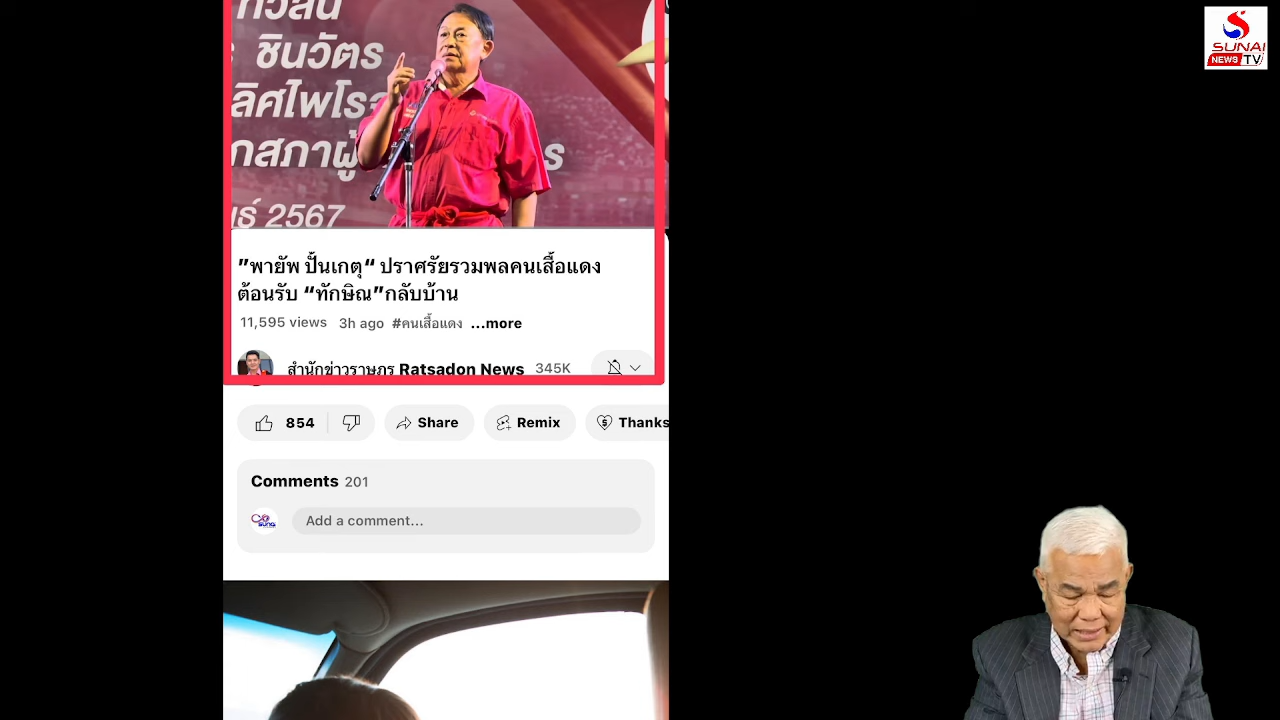 ทวีสิน
ชินวัตร
SUNAI
NEWS TV
2567
"พายัพ ปั้นเกตุ" ปราศรัยรวมพลคนเสื้อแดง
ต้อนรับ "ทักษิณ"กลับบ้าน
11,595 views 3h ago #คนเสื้อแดง ...more
สำนักข่าวราษฎร Ratsadon News 345K
854 Share Remix Thanks
Comments 201
Add a comment...